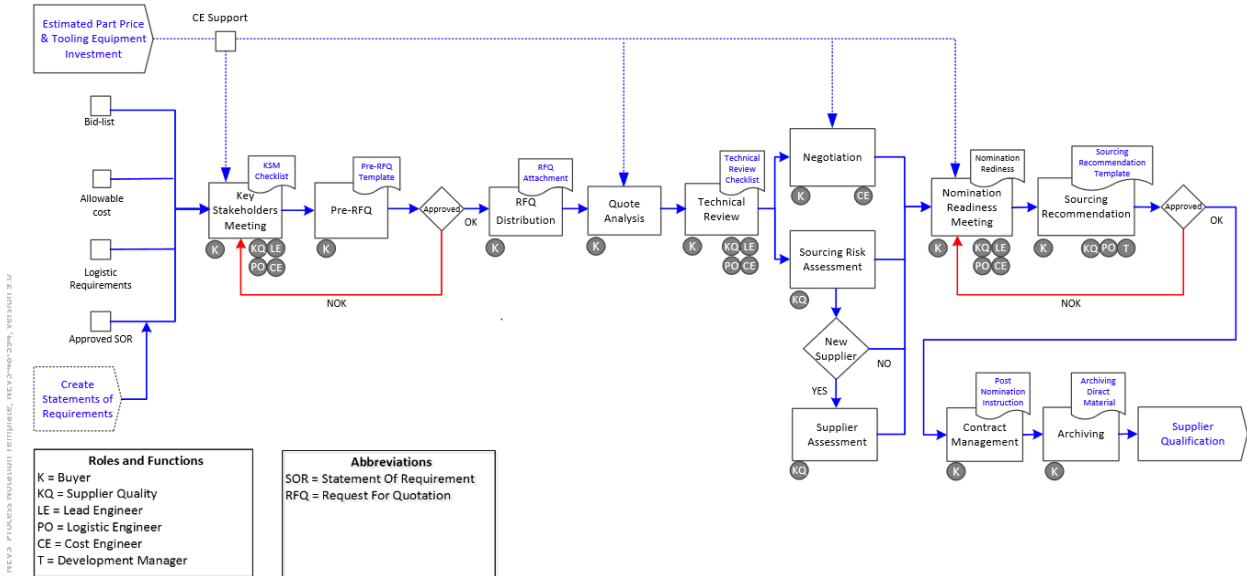 Estimated Part Price
& Tooling Equipment
Investment
CE Support
Bid-list
Allowable
cost
Logistic
Requirements
Approved SOR
Create
Statements of
Requirements
KSM
Checklist
Key
Stakeholders
Meeting
K
KQ LE
PO CE
Pre-RFQ
Template
Pre-RFQ
K
Approved
OK
NOK
RFQ
Attachment
RFQ
Distribution
K
Quote
Analysis
K
Technical
Review
Checklist
Technical
Review
K
KQ LE
PO CE
Negotiation
K
CE
Sourcing Risk
Assessment
KQ
New
Supplier
NO
YES
Supplier
Assessment
KQ
Nomination
Readiness
Nomination
Readiness
Meeting
K
KQ LE
PO CE
Sourcing
Recommendation
Template
Sourcing
Recommendation
K
KQ PO T
Approved
OK
NOK
Post
Nomination
Instruction
Contract
Management
K
Archiving
Direct
Material
Archiving
K
Supplier
Qualification
Roles and Functions
K = Buyer
KQ = Supplier Quality
LE = Lead Engineer
PO = Logistic Engineer
CE = Cost Engineer
T = Development Manager
Abbreviations
SOR = Statement Of Requirement
RFQ = Request For Quotation